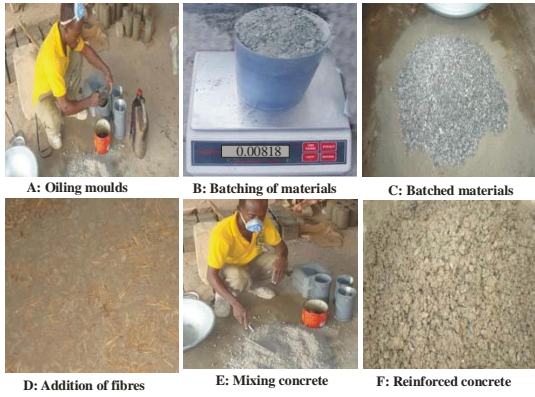 0.00818
A: Oiling moulds
B: Batching of materials
C: Batched materials
D: Addition of fibres
E: Mixing concrete
F: Reinforced concrete